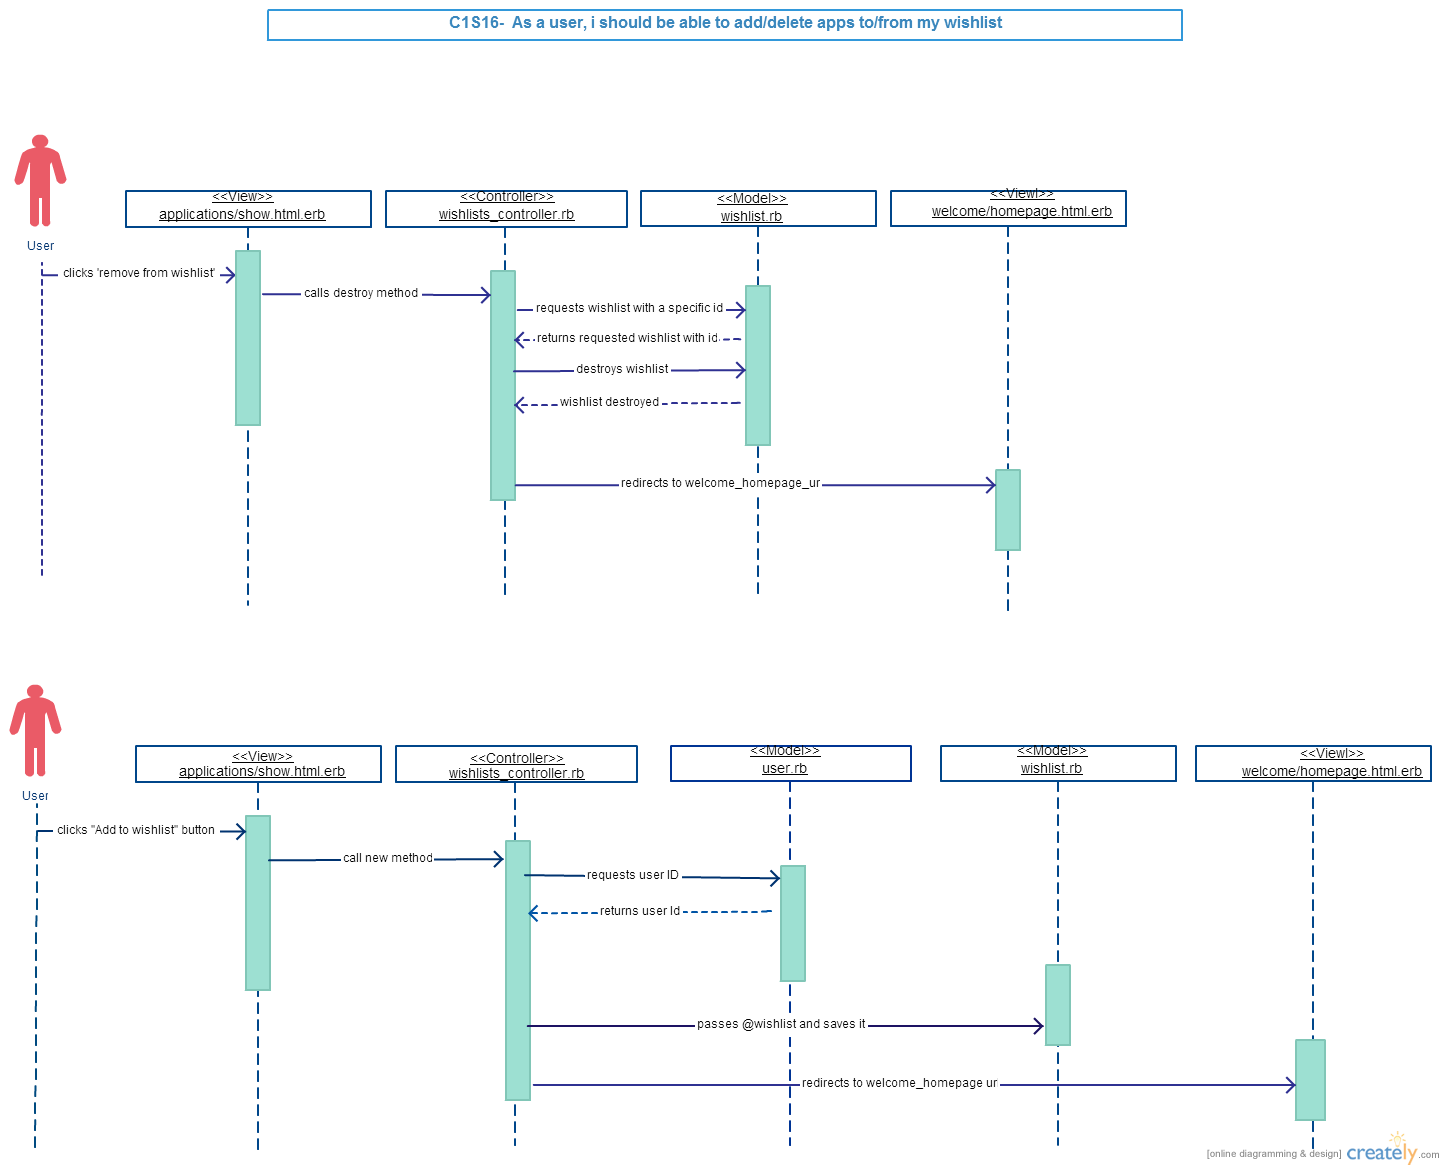 C1S16-  As a user, i should be able to add/delete apps to/from my wishlist
User
<<View>>
applications/show.html.erb
<<Controller>>
wishlists_controller.rb
<<Model>>
wishlist.rb
<<Viewl>>
welcome/homepage.html.erb
clicks 'remove from wishlist'
calls destroy method
requests wishlist with a specific id
returns requested wishlist with id
destroys wishlist
wishlist destroyed
redirects to welcome_homepage_ur
User
<<View>>
applications/show.html.erb
<<Controller>>
wishlists_controller.rb
<<Model>>
user.rb
<<Model>>
wishlist.rb
<<Viewl>>
welcome/homepage.html.erb
clicks "Add to wishlist" button
call new method
requests user ID
returns user Id
passes @wishlist and saves it
redirects to welcome_homepage ur
[online diagramming & design] creately.com